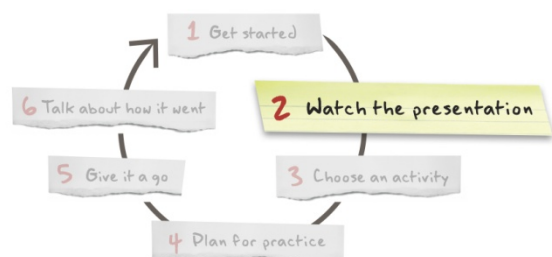 1 Get started
2 Watch the presentation
3 Choose an activity
4 Plan for practice
5 Give it a go
6 Talk about how it went